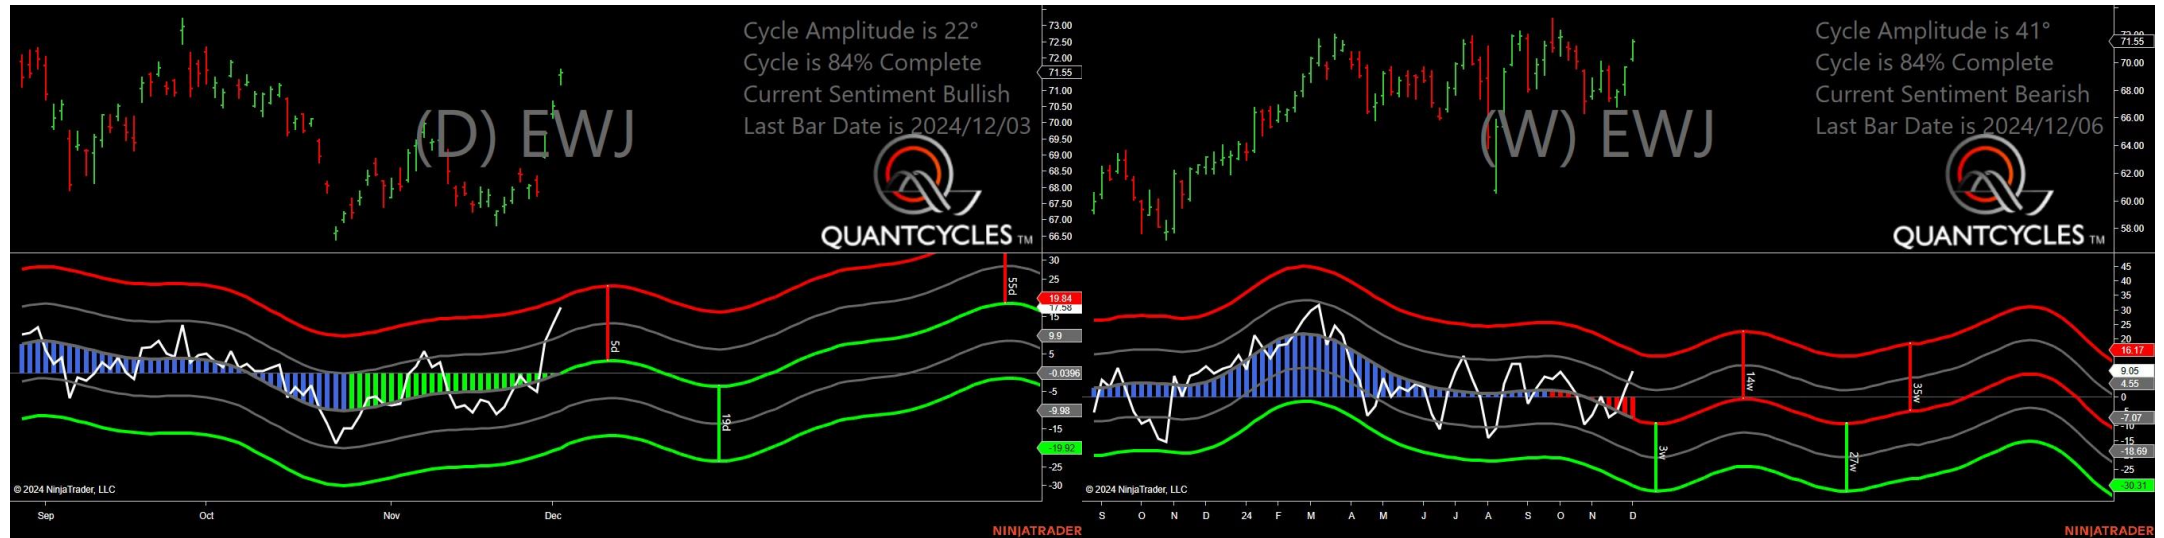 Cycle Amplitude is 22°
Cycle is 84% Complete
Current Sentiment Bullish
Last Bar Date is 2024/12/03
(D) EWJ
QUANTCYCLES TM
73.00
72.50
72.00
71.55
71.00
70.50
70.00
69.50
69.00
68.50
68.00
67.50
67.00
66.50
30
25
19.84
17.58
15
9.9
5
-0.0396
-5
-9.98
-15
-19.92
-25
-30
5d
19d
55d
© 2024 NinjaTrader, LLC
Sep Oct Nov Dec
NINJATRADER
Cycle Amplitude is 41°
Cycle is 84% Complete
Current Sentiment Bearish
Last Bar Date is 2024/12/06
(W) EWJ
QUANTCYCLES TM
72.00
71.55
70.00
68.00
66.00
64.00
62.00
60.00
58.00
45
35
30
25
20
16.17
9.05
4.55
0
-7.07
-10
-15
-18.69
-25
-30.31
3w
14w
27w
35w
© 2024 NinjaTrader, LLC
S O N D 24 F M A M J J A S O N D
NINJATRADER